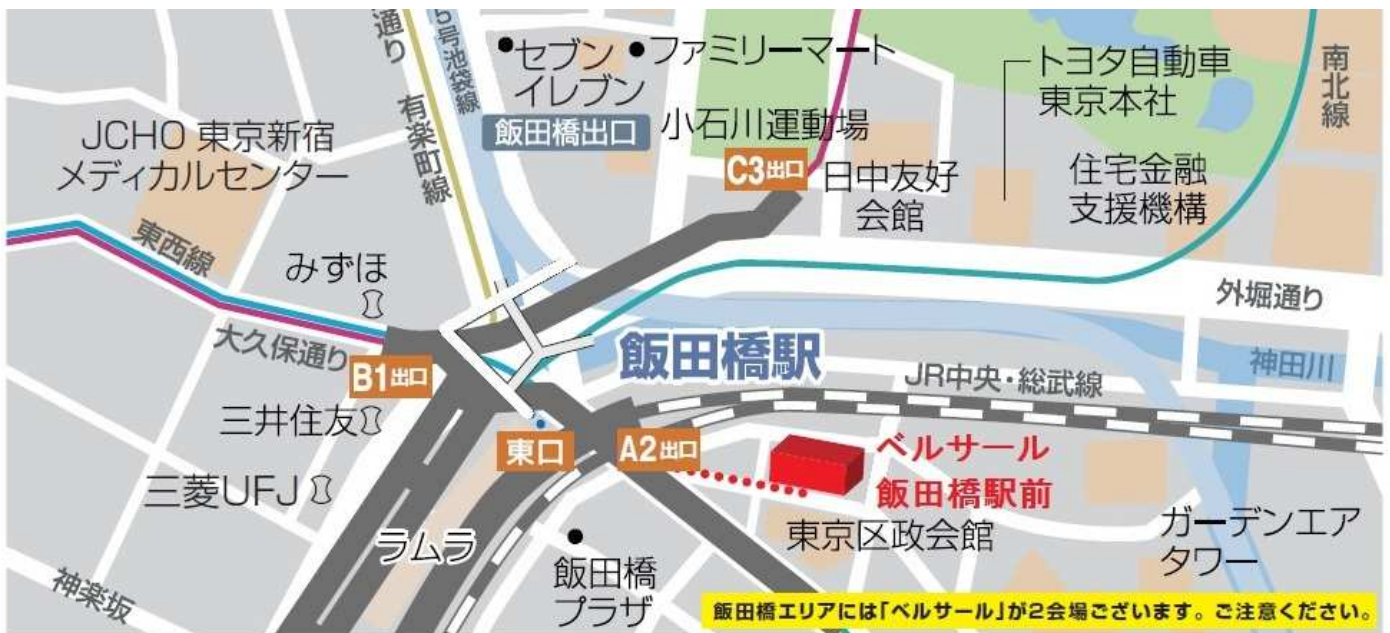 通り
5号池袋線
有楽町線
セブン
イレブン
ファミリーマート
飯田橋出口
小石川運動場
トヨタ自動車
東京本社
南北線
JCHO 東京新宿
メディカルセンター
C3出口
日中友好
会館
住宅金融
支援機構
東西線
みずほ
外堀通り
大久保通り
B1出口
飯田橋駅
JR中央・総武線
神田川
三井住友
東口
A2出口
ベルサール
飯田橋駅前
三菱UFJ
ラムラ
東京区政会館
ガーデンエア
タワー
飯田橋
プラザ
神楽坂
飯田橋エリアには「ベルサール」が2会場ございます。ご注意ください。